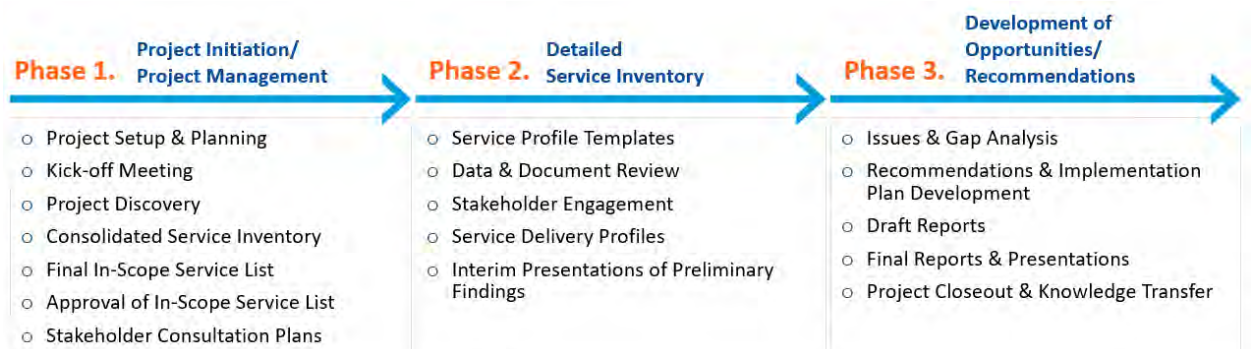 Phase 1.
Project Initiation/
Project Management
○ Project Setup & Planning
○ Kick-off Meeting
○ Project Discovery
○ Consolidated Service Inventory
○ Final In-Scope Service List
○ Approval of In-Scope Service List
○ Stakeholder Consultation Plans
Phase 2.
Detailed
Service Inventory
○ Service Profile Templates
○ Data & Document Review
○ Stakeholder Engagement
○ Service Delivery Profiles
○ Interim Presentations of Preliminary
Findings
Phase 3.
Development of
Opportunities/
Recommendations
○ Issues & Gap Analysis
○ Recommendations & Implementation
Plan Development
○ Draft Reports
○ Final Reports & Presentations
○ Project Closeout & Knowledge Transfer